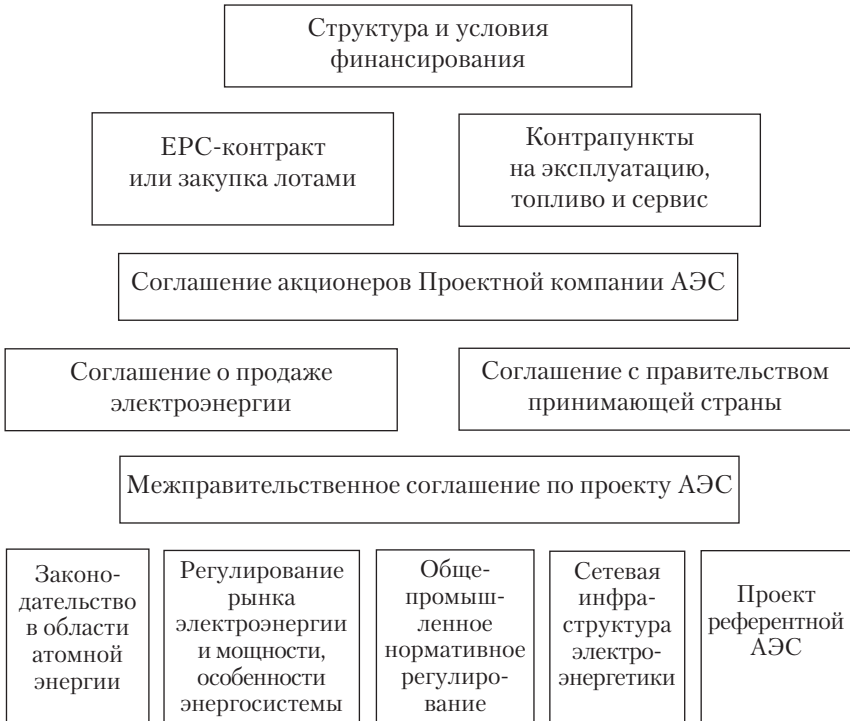 Структура и условия
финансирования
EPC-контракт
или закупка лотами
Контрапункты
на эксплуатацию,
топливо и сервис
Соглашение акционеров Проектной компании АЭС
Соглашение о продаже
электроэнергии
Соглашение с правительством
принимающей страны
Межправительственное соглашение по проекту АЭС
Законо-
дательство
в области
атомной
энергии
Регулирование
рынка
электроэнергии
и мощности,
особенности
энергосистемы
Обще-
промыш-
ленное
нормативное
регулиро-
вание
Сетевая
инфра-
структура
электро-
энергетики
Проект
референтной
АЭС